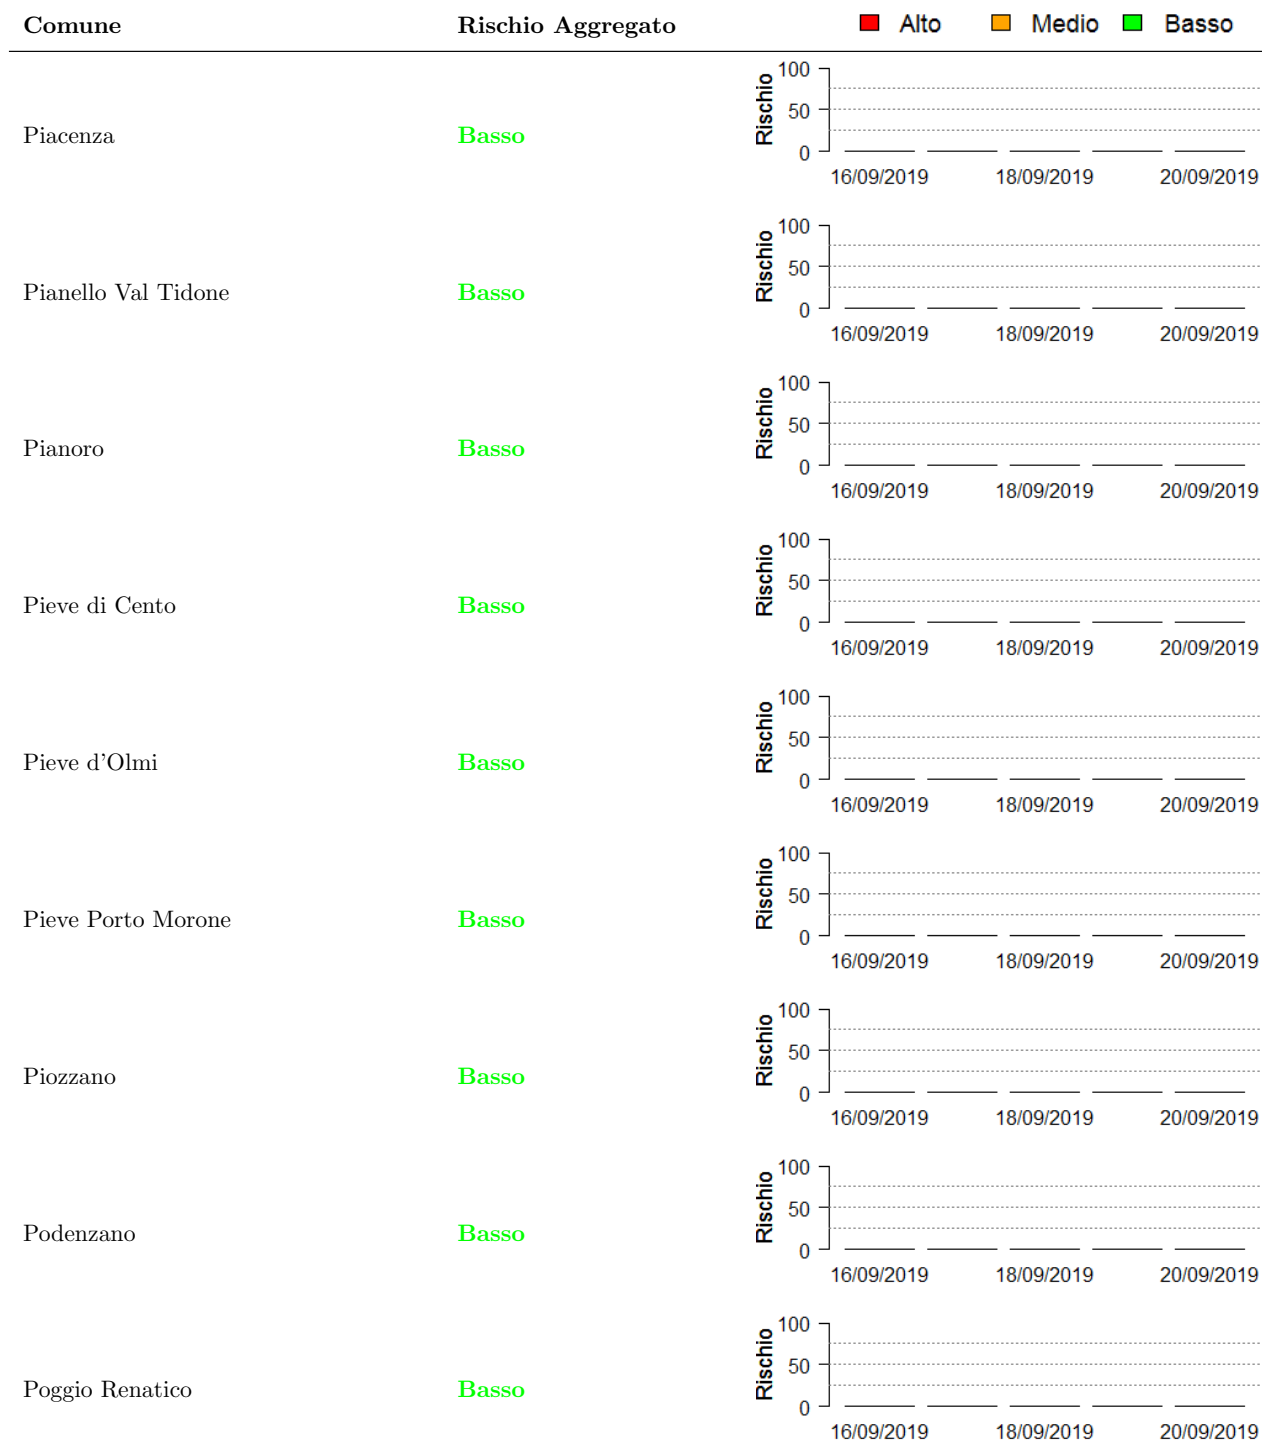 Comune Rischio Aggregato Alto Medio Basso
Piacenza Basso
Rischio
100
50
0
16/09/2019 18/09/2019 20/09/2019
Pianello Val Tidone Basso
Rischio
100
50
0
16/09/2019 18/09/2019 20/09/2019
Pianoro Basso
Rischio
100
50
0
16/09/2019 18/09/2019 20/09/2019
Pieve di Cento Basso
Rischio
100
50
0
16/09/2019 18/09/2019 20/09/2019
Pieve d'Olmi Basso
Rischio
100
50
0
16/09/2019 18/09/2019 20/09/2019
Pieve Porto Morone Basso
Rischio
100
50
0
16/09/2019 18/09/2019 20/09/2019
Piozzano Basso
Rischio
100
50
0
16/09/2019 18/09/2019 20/09/2019
Podenzano Basso
Rischio
100
50
0
16/09/2019 18/09/2019 20/09/2019
Poggio Renatico Basso
Rischio
100
50
0
16/09/2019 18/09/2019 20/09/2019